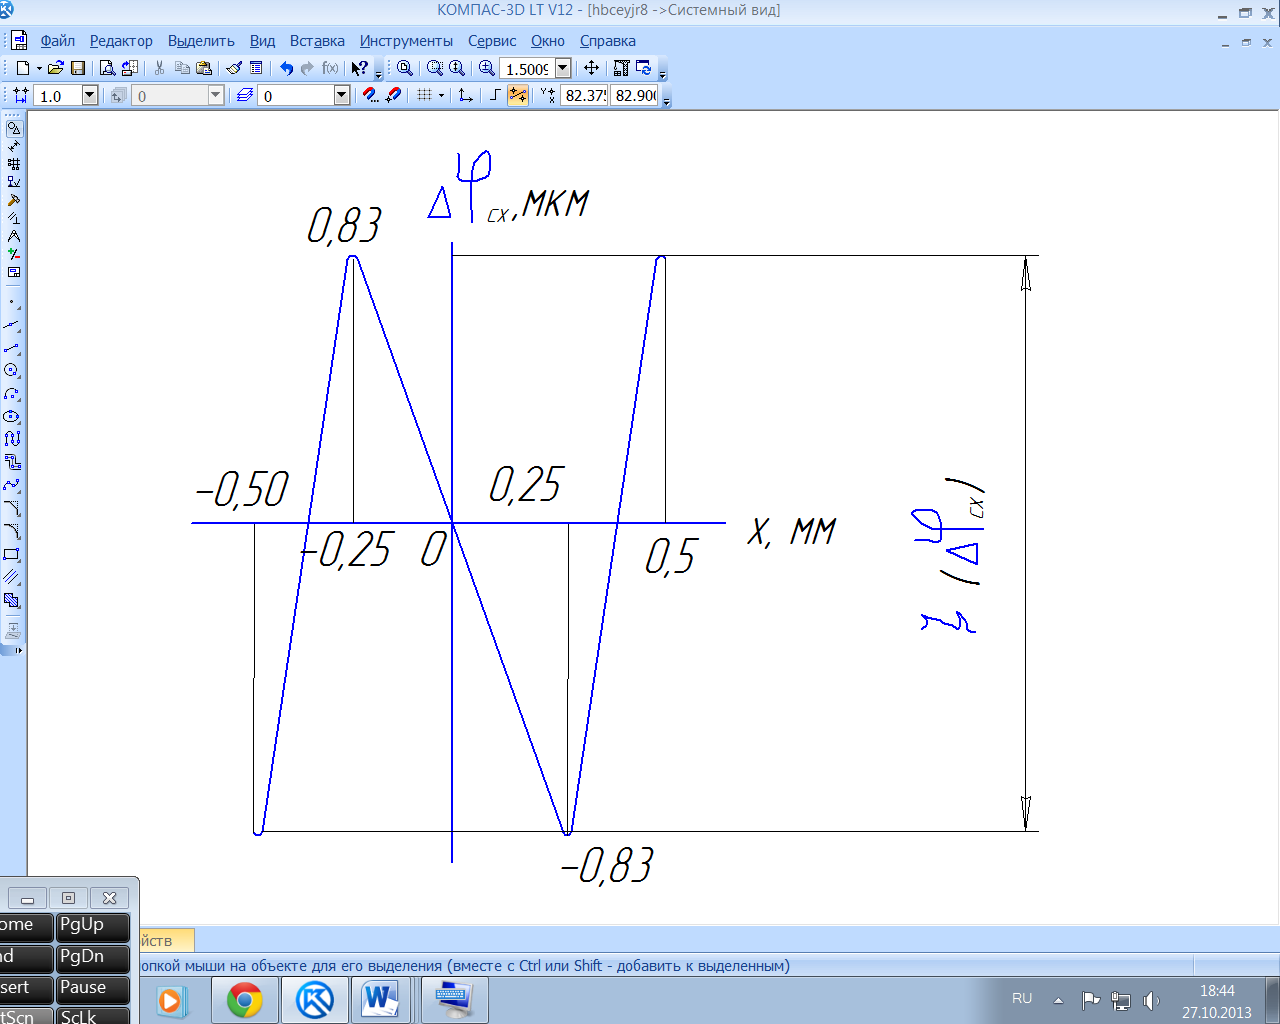 КОМПАС-3D LT V12 - [hbceyjr8 ->Системный вид]
Файл Редактор Выделить Вид Вставка Инструменты Сервис Окно Справка
f(x) 1.5009
1.0 0 0 82.375 82.900
Δφсх, МКМ
0,83
-0,50 0,25
-0,25 0 0,5 X, ММ
(Δφсх)
-0,83
ome PgUp
йств
nd PgDn
опкой мыши на объекте для его выделения (вместе с Ctrl или Shift - добавить к выделенным)
sert Pause
tScn ScLk
RU 18:44
27.10.2013